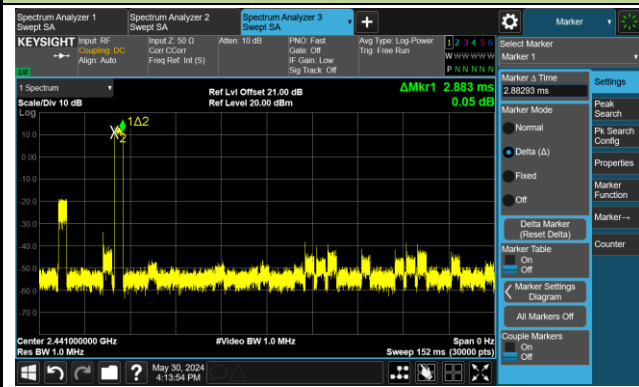 Spectrum Analyzer 1
Swept SA
Spectrum Analyzer 2
Swept SA
Spectrum Analyzer 3
Swept SA
Marker
KEYSIGHT
Input: RF
Coupling: DC
Align: Auto
Input Z: 50 Ω
Corr CCorr
Freq Ref: Int (S)
Atten: 10 dB
PNO: Fast
Gate: Off
IF Gain: Low
Sig Track: Off
Avg Type: Log-Power
Trig: Free Run
1 2 3 4 5 6
W W W W W W
P N N N N N
LVI
Select Marker
Marker 1
1 Spectrum
Scale/Div 10 dB
Ref Lvl Offset 21.00 dB
Ref Level 20.00 dBm
ΔMkr1 2.883 ms
0.05 dB
Log
1Δ2
2
10.0
0.00
-10.0
-20.0
-30.0
-40.0
-50.0
-60.0
-70.0
Center 2.441000000 GHz
Res BW 1.0 MHz
#Video BW 1.0 MHz
Span 0 Hz
Sweep 152 ms (30000 pts)
Marker Δ Time
2.88293 ms
Marker Mode
Normal
Delta (Δ)
Fixed
Off
Delta Marker
(Reset Delta)
Marker Table
On
Off
Marker Settings
Diagram
All Markers Off
Couple Markers
On
Off
Settings
Peak
Search
Pk Search
Config
Properties
Marker
Function
Marker→
Counter
May 30, 2024
4:13:54 PM